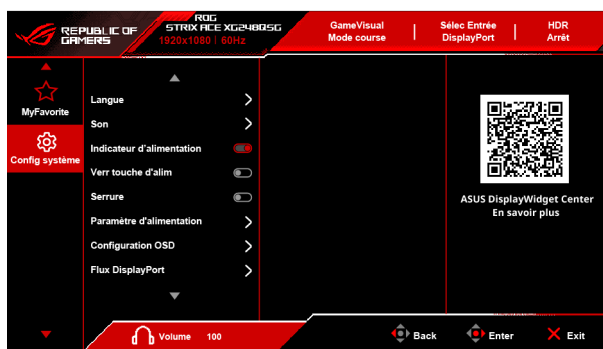 REPUBLIC OF
GAMERS
ROG
STRIX ACE XG248QSG
1920x1080 | 60Hz
GameVisual
Mode course
Sélec Entrée
DisplayPort
HDR
Arrêt
MyFavorite
Config système
Langue
Son
Indicateur d'alimentation
Verr touche d'alim
Serrure
Paramètre d'alimentation
Configuration OSD
Flux DisplayPort
ASUS DisplayWidget Center
En savoir plus
Volume 100
Back
Enter
Exit